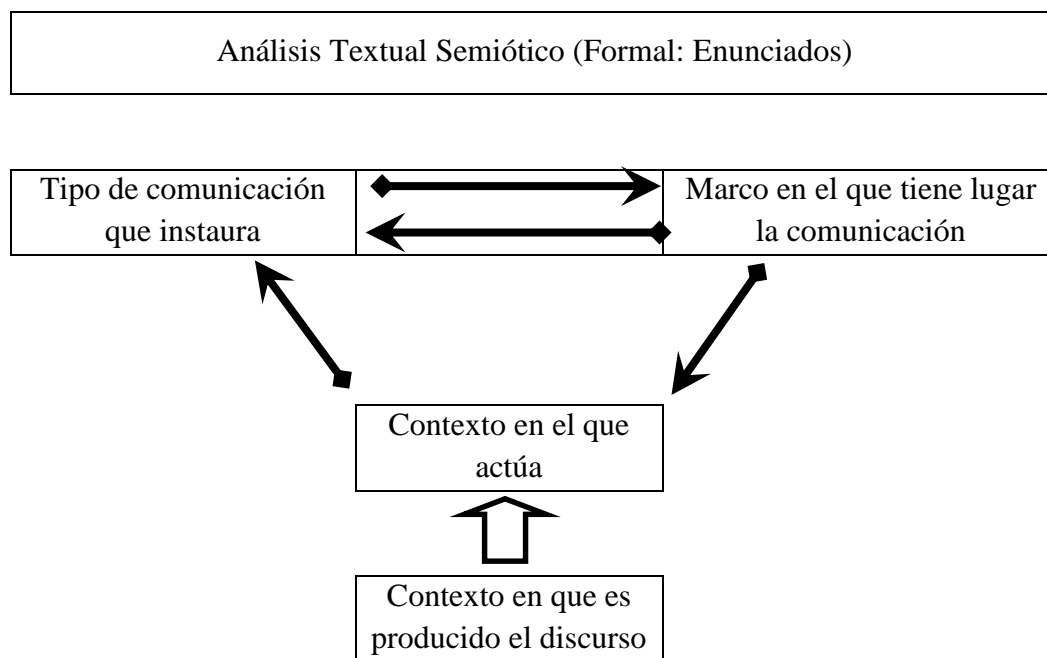 Análisis Textual Semiótico (Formal: Enunciados)
Tipo de comunicación
que instaura
Marco en el que tiene lugar
la comunicación
Contexto en el que
actúa
Contexto en que es
producido el discurso